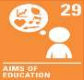 29
AIMS OF
EDUCATION